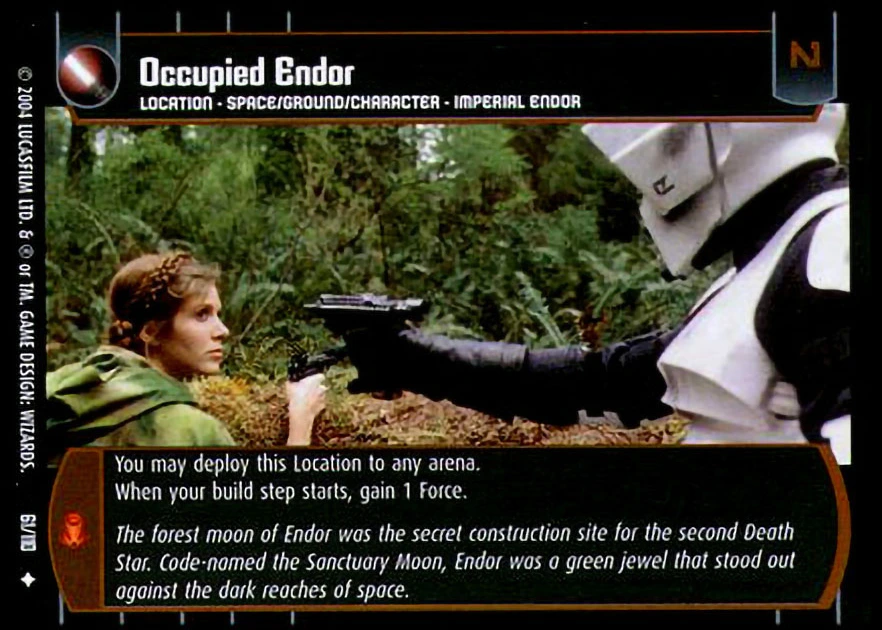 Occupied Endor
LOCATION - SPACE/GROUND/CHARACTER - IMPERIAL ENDOR
You may deploy this Location to any arena.
When your build step starts, gain 1 Force.
The forest moon of Endor was the secret construction site for the second Death
Star. Code-named the Sanctuary Moon, Endor was a green jewel that stood out
against the dark reaches of space.
© 2004 LUCASFILM LTD. & ® or TM. GAME DESIGN: WIZARDS.